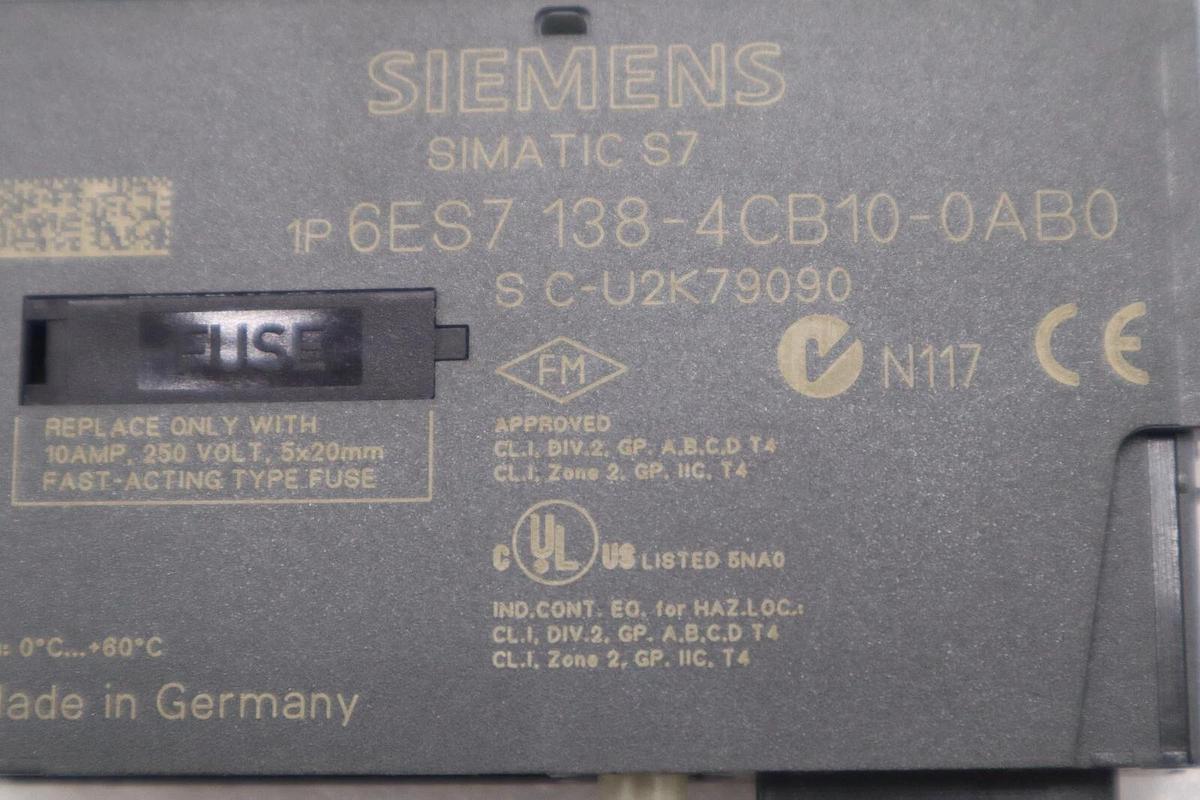 SIEMENS
SIMATIC S7
1P 6ES7 138-4CB10-0AB0
S C-U2K79090
FUSE
FM
N117
CE
REPLACE ONLY WITH
10AMP, 250 VOLT, 5x20mm
FAST-ACTING TYPE FUSE
APPROVED
CL.I, DIV.2, GP. A,B,C,D T4
CL.I, Zone 2, GP. IIC, T4
C UL US LISTED 5NA0
IND.CONT. EQ. for HAZ.LOC.:
CL.I, DIV.2, GP. A,B,C,D T4
CL.I, Zone 2, GP. IIC, T4
: 0°C...+60°C
ade in Germany